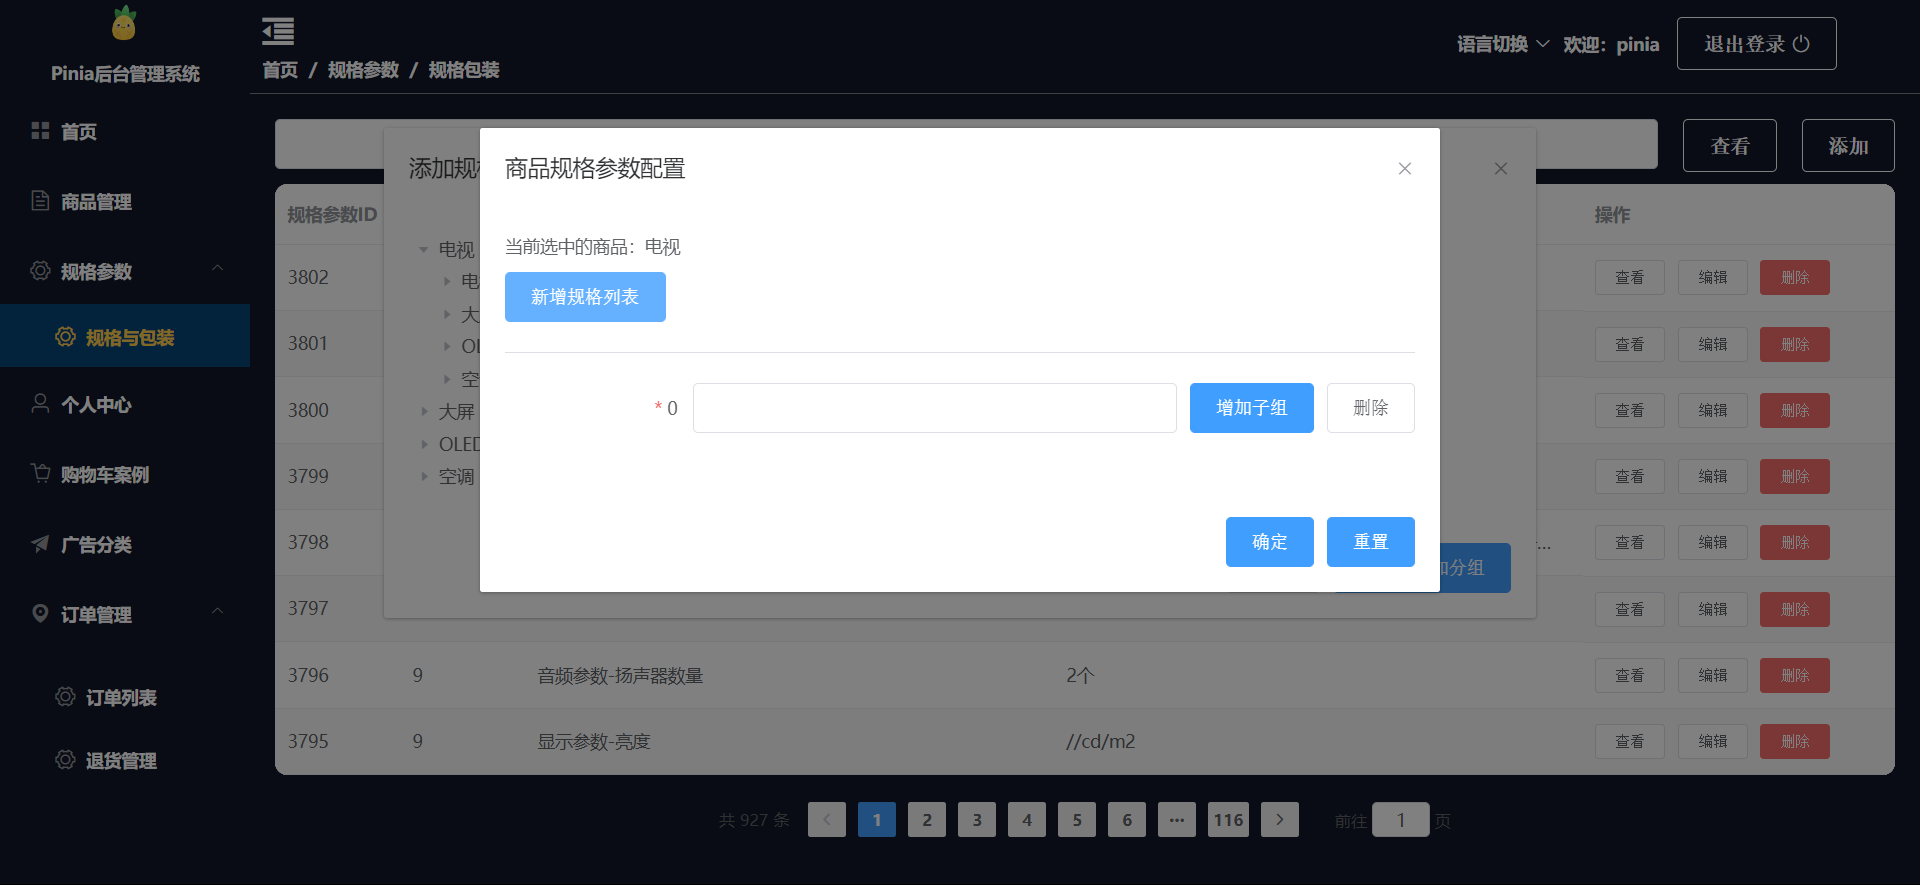 Pinia后台管理系统
首页
商品管理
规格参数
规格与包装
个人中心
购物车案例
广告分类
订单管理
订单列表
退货管理
语言切换 欢迎：pinia 退出登录
首页 / 规格参数 / 规格包装
查看 添加
添加规
商品规格参数配置
当前选中的商品：电视
新增规格列表
* 0 增加子组 删除
确定 重置
电视
大
空
大屏
OLED
空调
加分组
规格参数ID 操作
3802 查看 编辑 删除
3801 查看 编辑 删除
3800 查看 编辑 删除
3799 查看 编辑 删除
3798 ... 查看 编辑 删除
3797 查看 编辑 删除
3796 9 音频参数-扬声器数量 2个 查看 编辑 删除
3795 9 显示参数-亮度 //cd/m2 查看 编辑 删除
共 927 条 1 2 3 4 5 6 ··· 116 前往 1 页